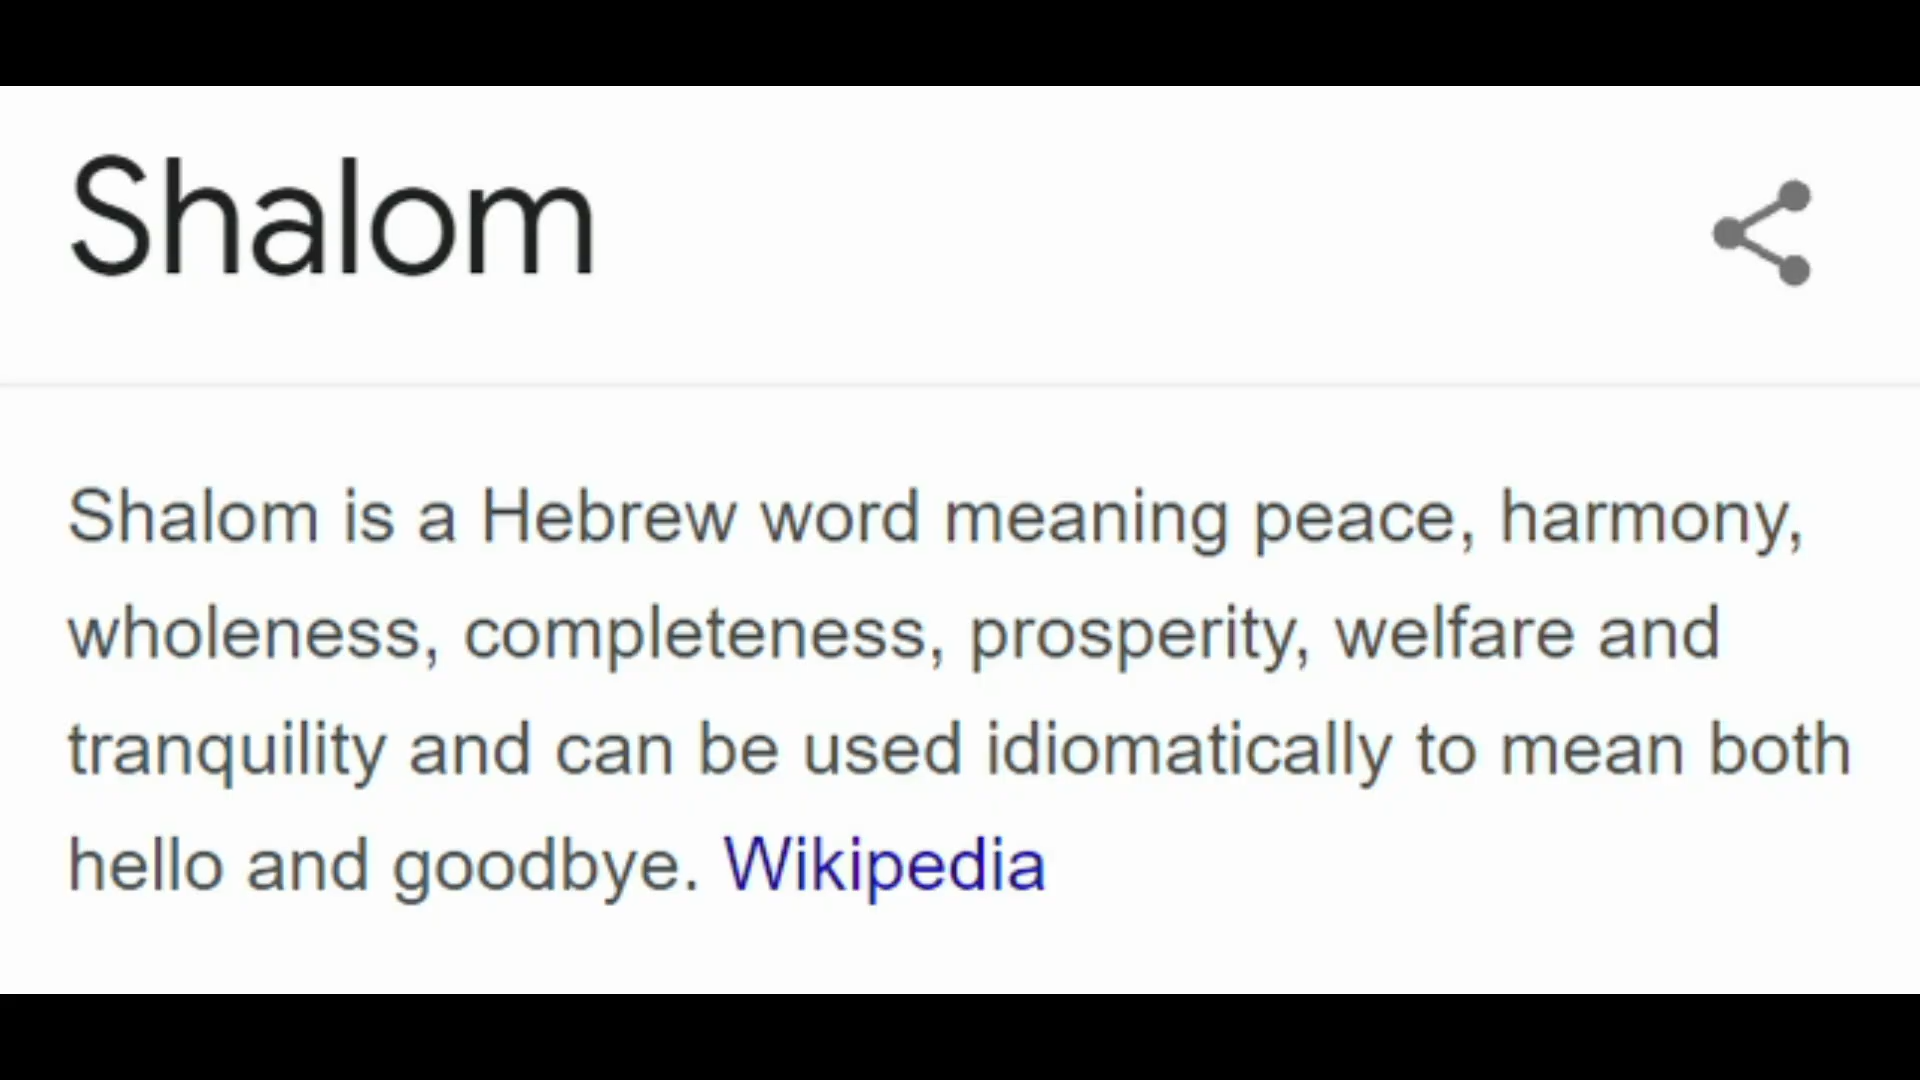 Shalom
Shalom is a Hebrew word meaning peace, harmony,
wholeness, completeness, prosperity, welfare and
tranquility and can be used idiomatically to mean both
hello and goodbye. Wikipedia